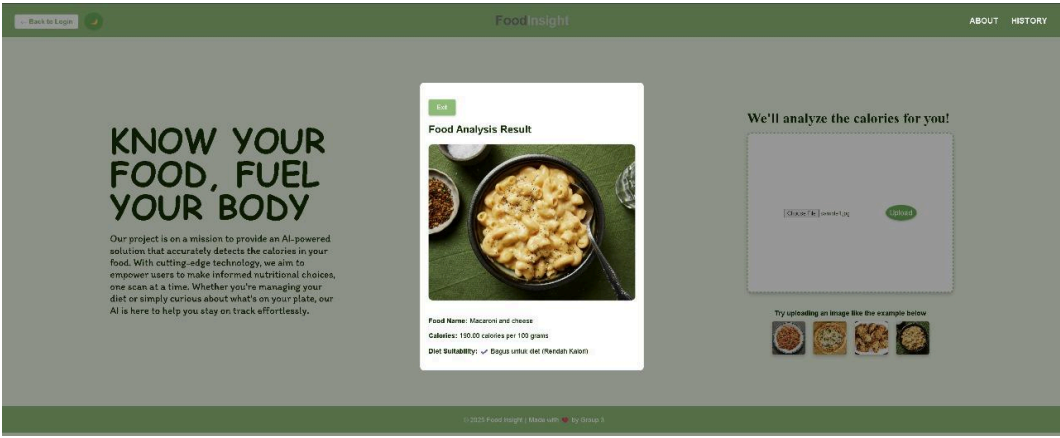 ← Back to Login
FoodInsight
ABOUT
HISTORY
KNOW YOUR
FOOD, FUEL
YOUR BODY
Our project is on a mission to provide an AI-powered
solution that accurately detects the calories in your
food. With cutting-edge technology, we aim to
empower users to make informed nutritional choices,
one scan at a time. Whether you're managing your
diet or simply curious about what's on your plate, our
AI is here to help you stay on track effortlessly.
Exit
Food Analysis Result
Food Name: Macaroni and cheese
Calories: 190.00 calories per 100 grams
Diet Suitability: ✓ Bagus untuk diet (Rendah Kalori)
We'll analyze the calories for you!
Choose File
Upload
Try uploading an image like the example below
© 2025 Food Insight | Made with ❤ by Group 3